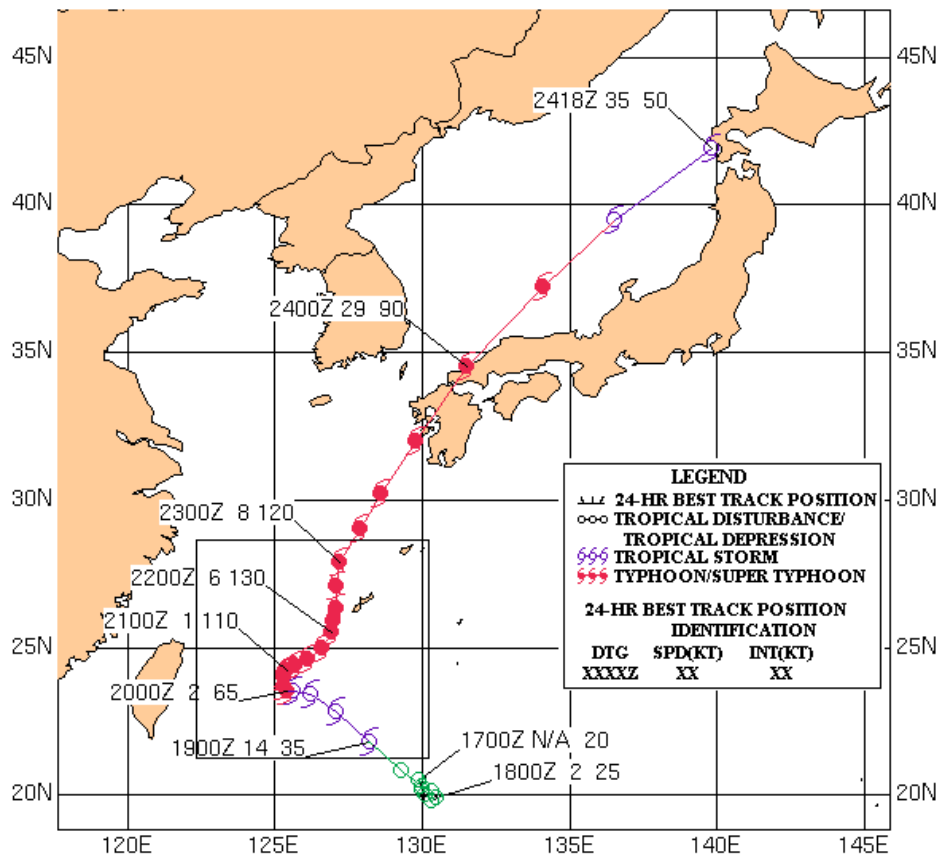 45N 45N
2418Z 35 50
40N 40N
2400Z 29 90
35N 35N
LEGEND
24-HR BEST TRACK POSITION
TROPICAL DISTURBANCE/
TROPICAL DEPRESSION
TROPICAL STORM
TYPHOON/SUPER TYPHOON
24-HR BEST TRACK POSITION
IDENTIFICATION
DTG SPD(KT) INT(KT)
XXXXZ XX XX
30N 30N
2300Z 8 120
2200Z 6 130
2100Z 1 110
25N 25N
2000Z 2 65
1900Z 14 35
1700Z N/A 20
1800Z 2 25
20N 20N
120E 125E 130E 135E 140E 145E